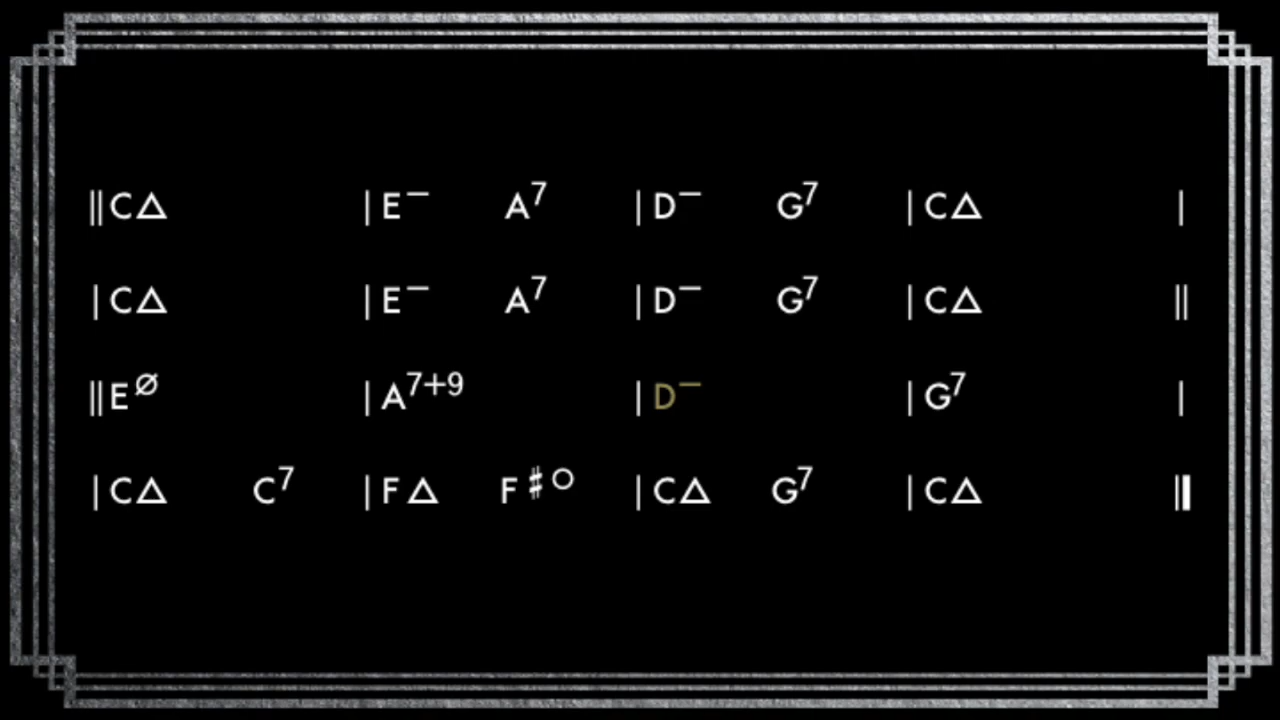 ‖C△ |E– A7 |D– G7 |C△ |
|C△ |E– A7 |D– G7 |C△ ‖
‖Eø |A7+9 |D– |G7 |
|C△ C7 |F△ F♯○ |C△ G7 |C△ 𝄂